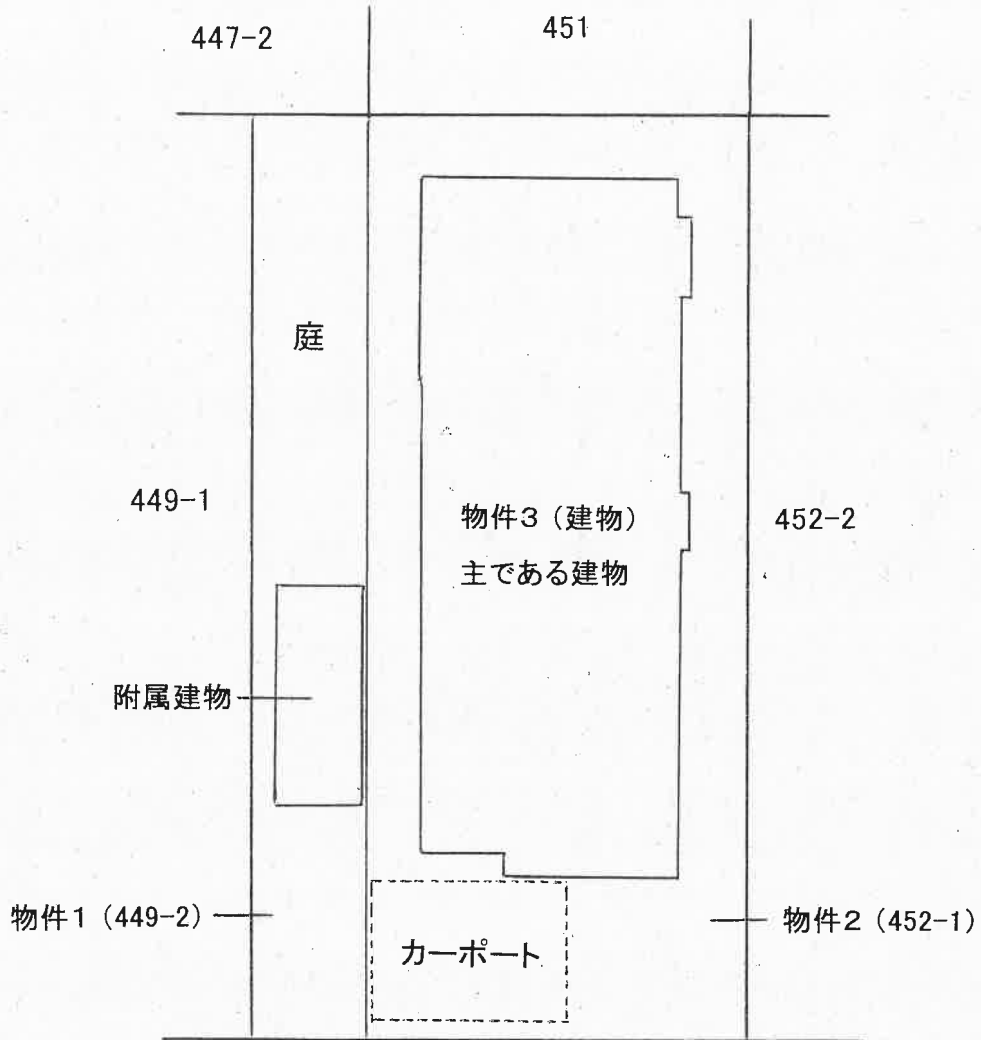 447-2
451
庭
449-1
物件3（建物）
主である建物
452-2
附属建物
物件1（449-2）
物件2（452-1）
カーポート